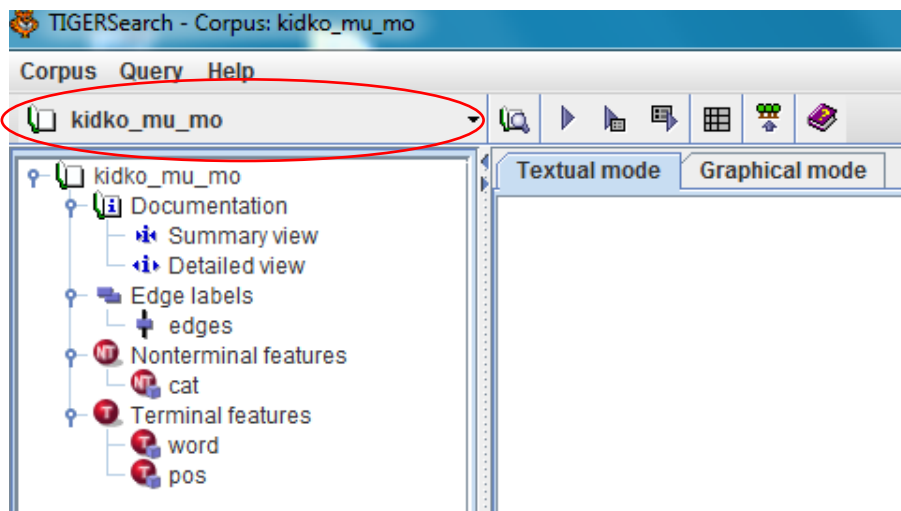 TIGERSearch - Corpus: kidko_mu_mo
Corpus Query Help
kidko_mu_mo
kidko_mu_mo
Documentation
Summary view
Detailed view
Edge labels
edges
Nonterminal features
cat
Terminal features
word
pos
Textual mode Graphical mode